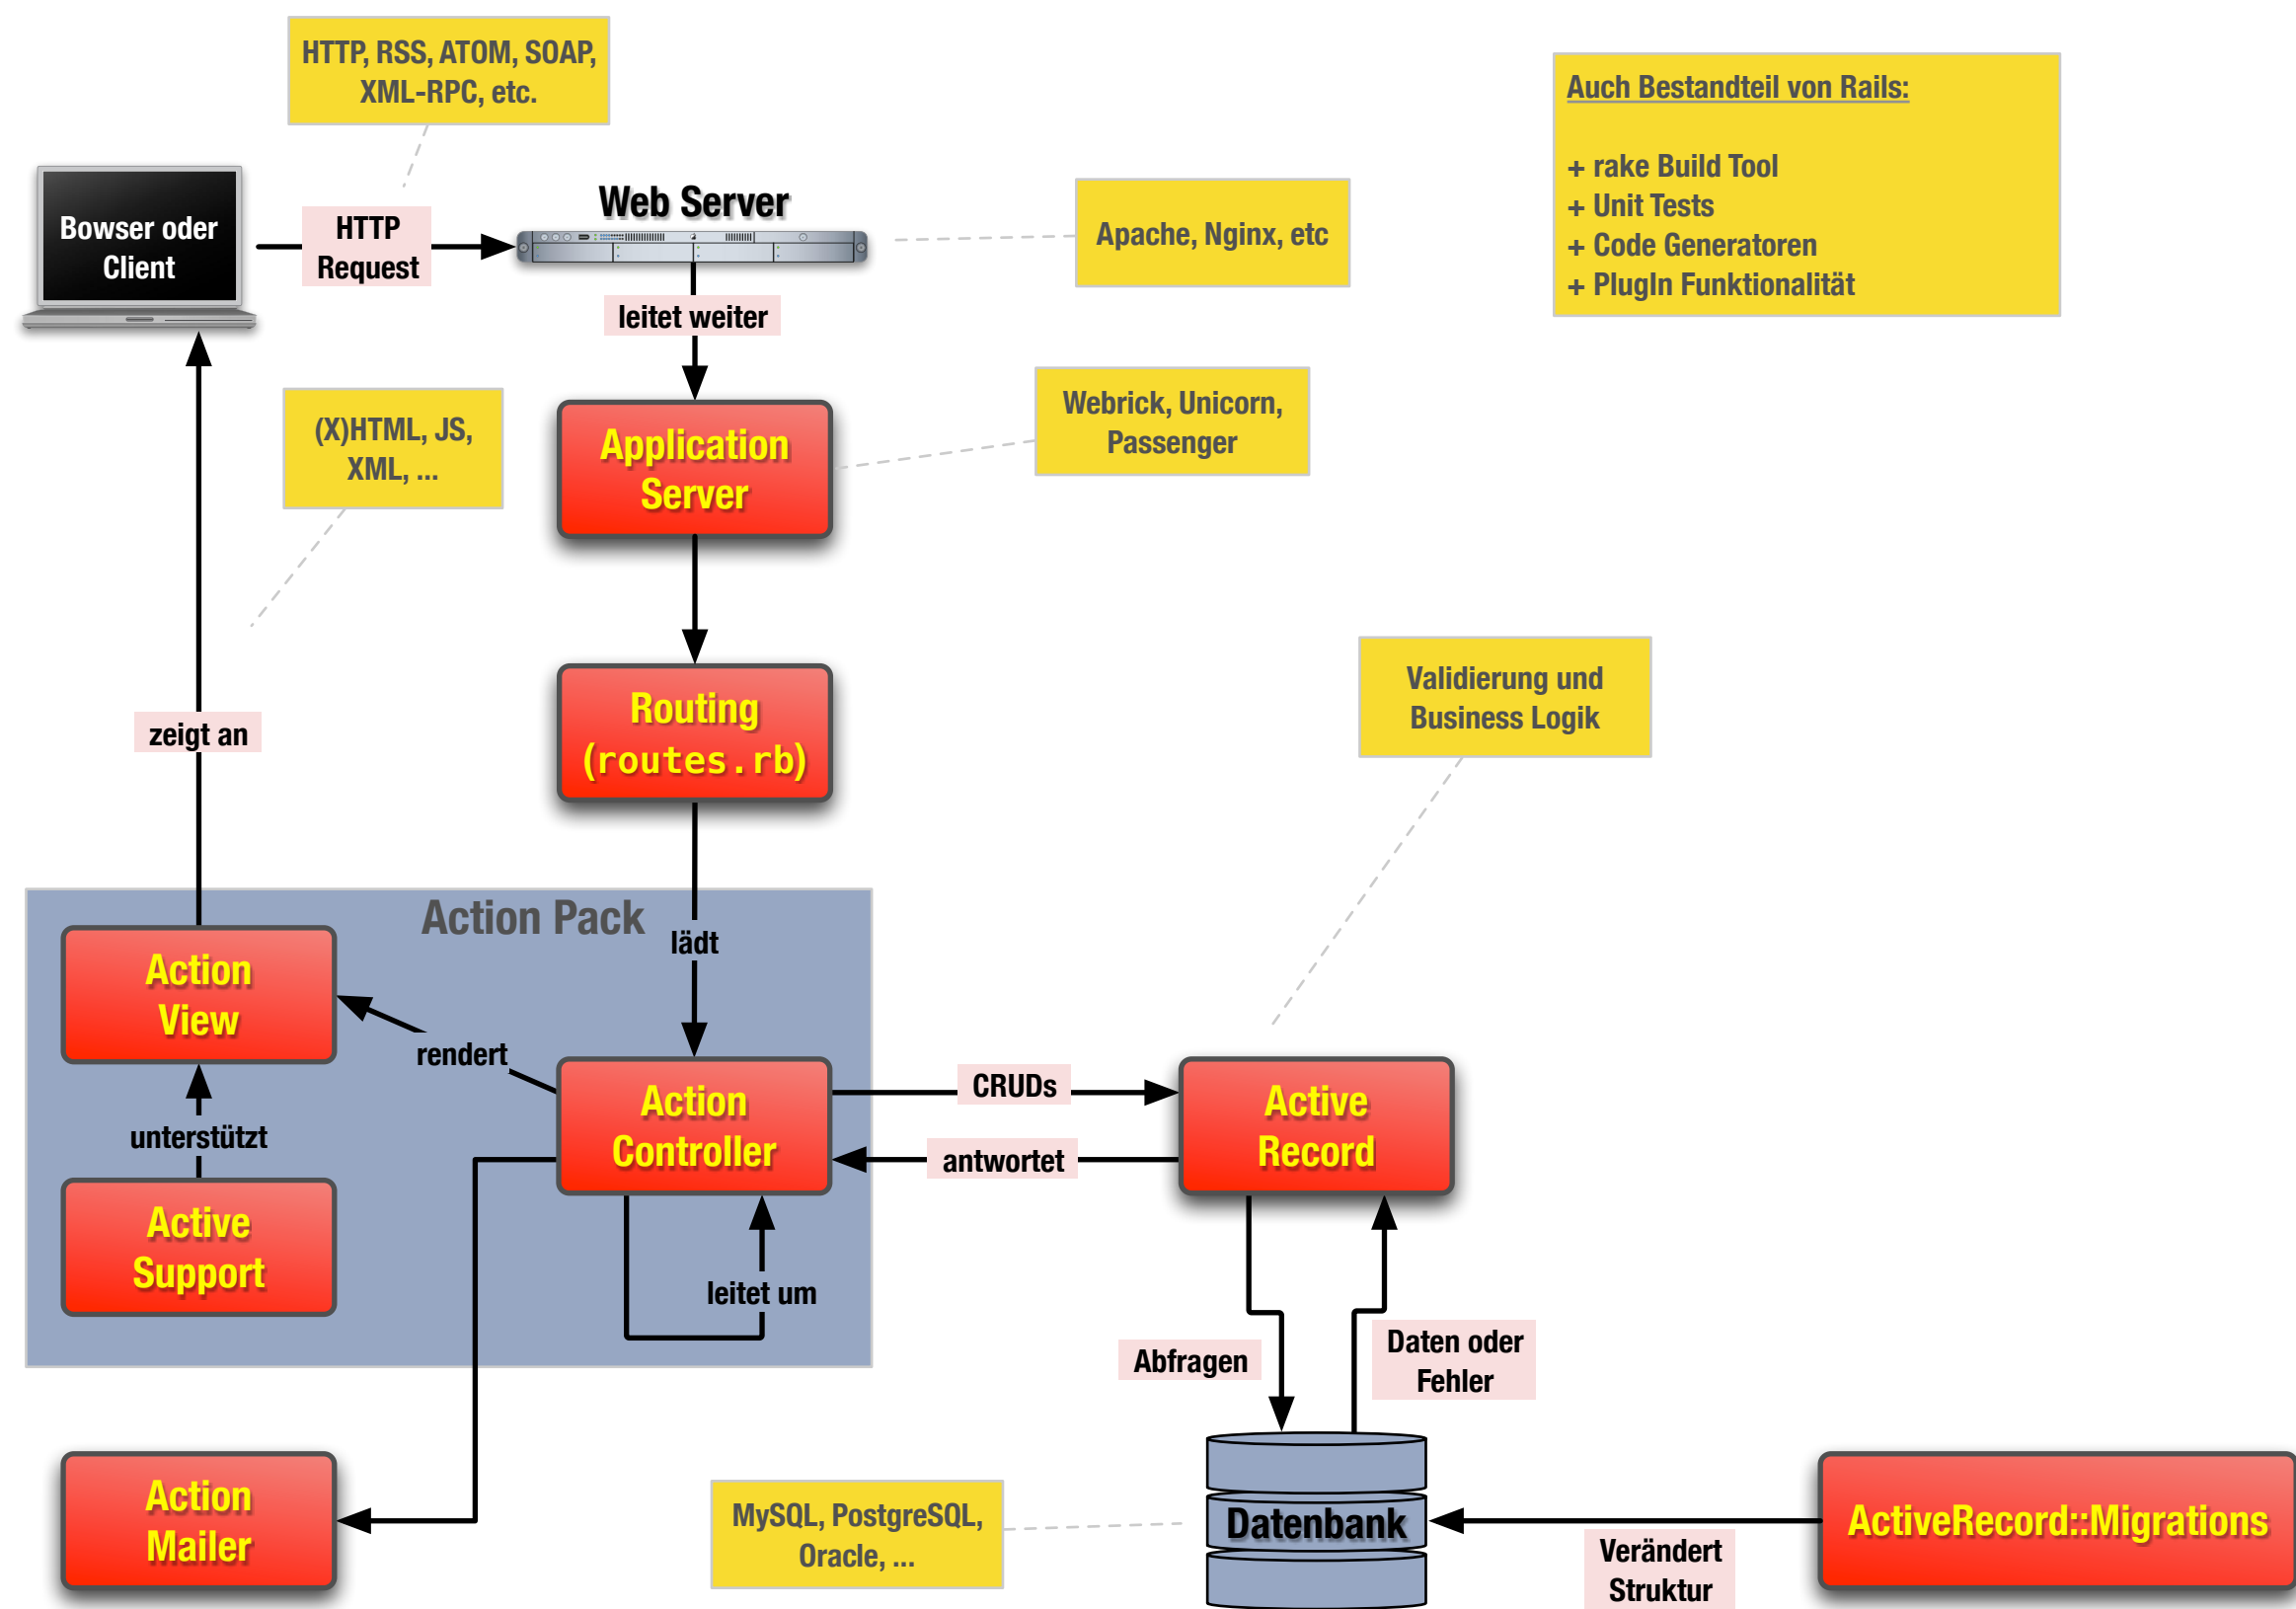 HTTP, RSS, ATOM, SOAP,
XML-RPC, etc.
Auch Bestandteil von Rails:
+ rake Build Tool
+ Unit Tests
+ Code Generatoren
+ PlugIn Funktionalität
Bowser oder
Client
HTTP
Request
Web Server
Apache, Nginx, etc
leitet weiter
(X)HTML, JS,
XML, ...
Application
Server
Webrick, Unicorn,
Passenger
zeigt an
Routing
(routes.rb)
Validierung und
Business Logik
Action Pack
lädt
Action
View
rendert
unterstützt
Active
Support
Action
Controller
leitet um
CRUDs
antwortet
Active
Record
Abfragen
Daten oder
Fehler
Action
Mailer
MySQL, PostgreSQL,
Oracle, ...
Datenbank
Verändert
Struktur
ActiveRecord::Migrations